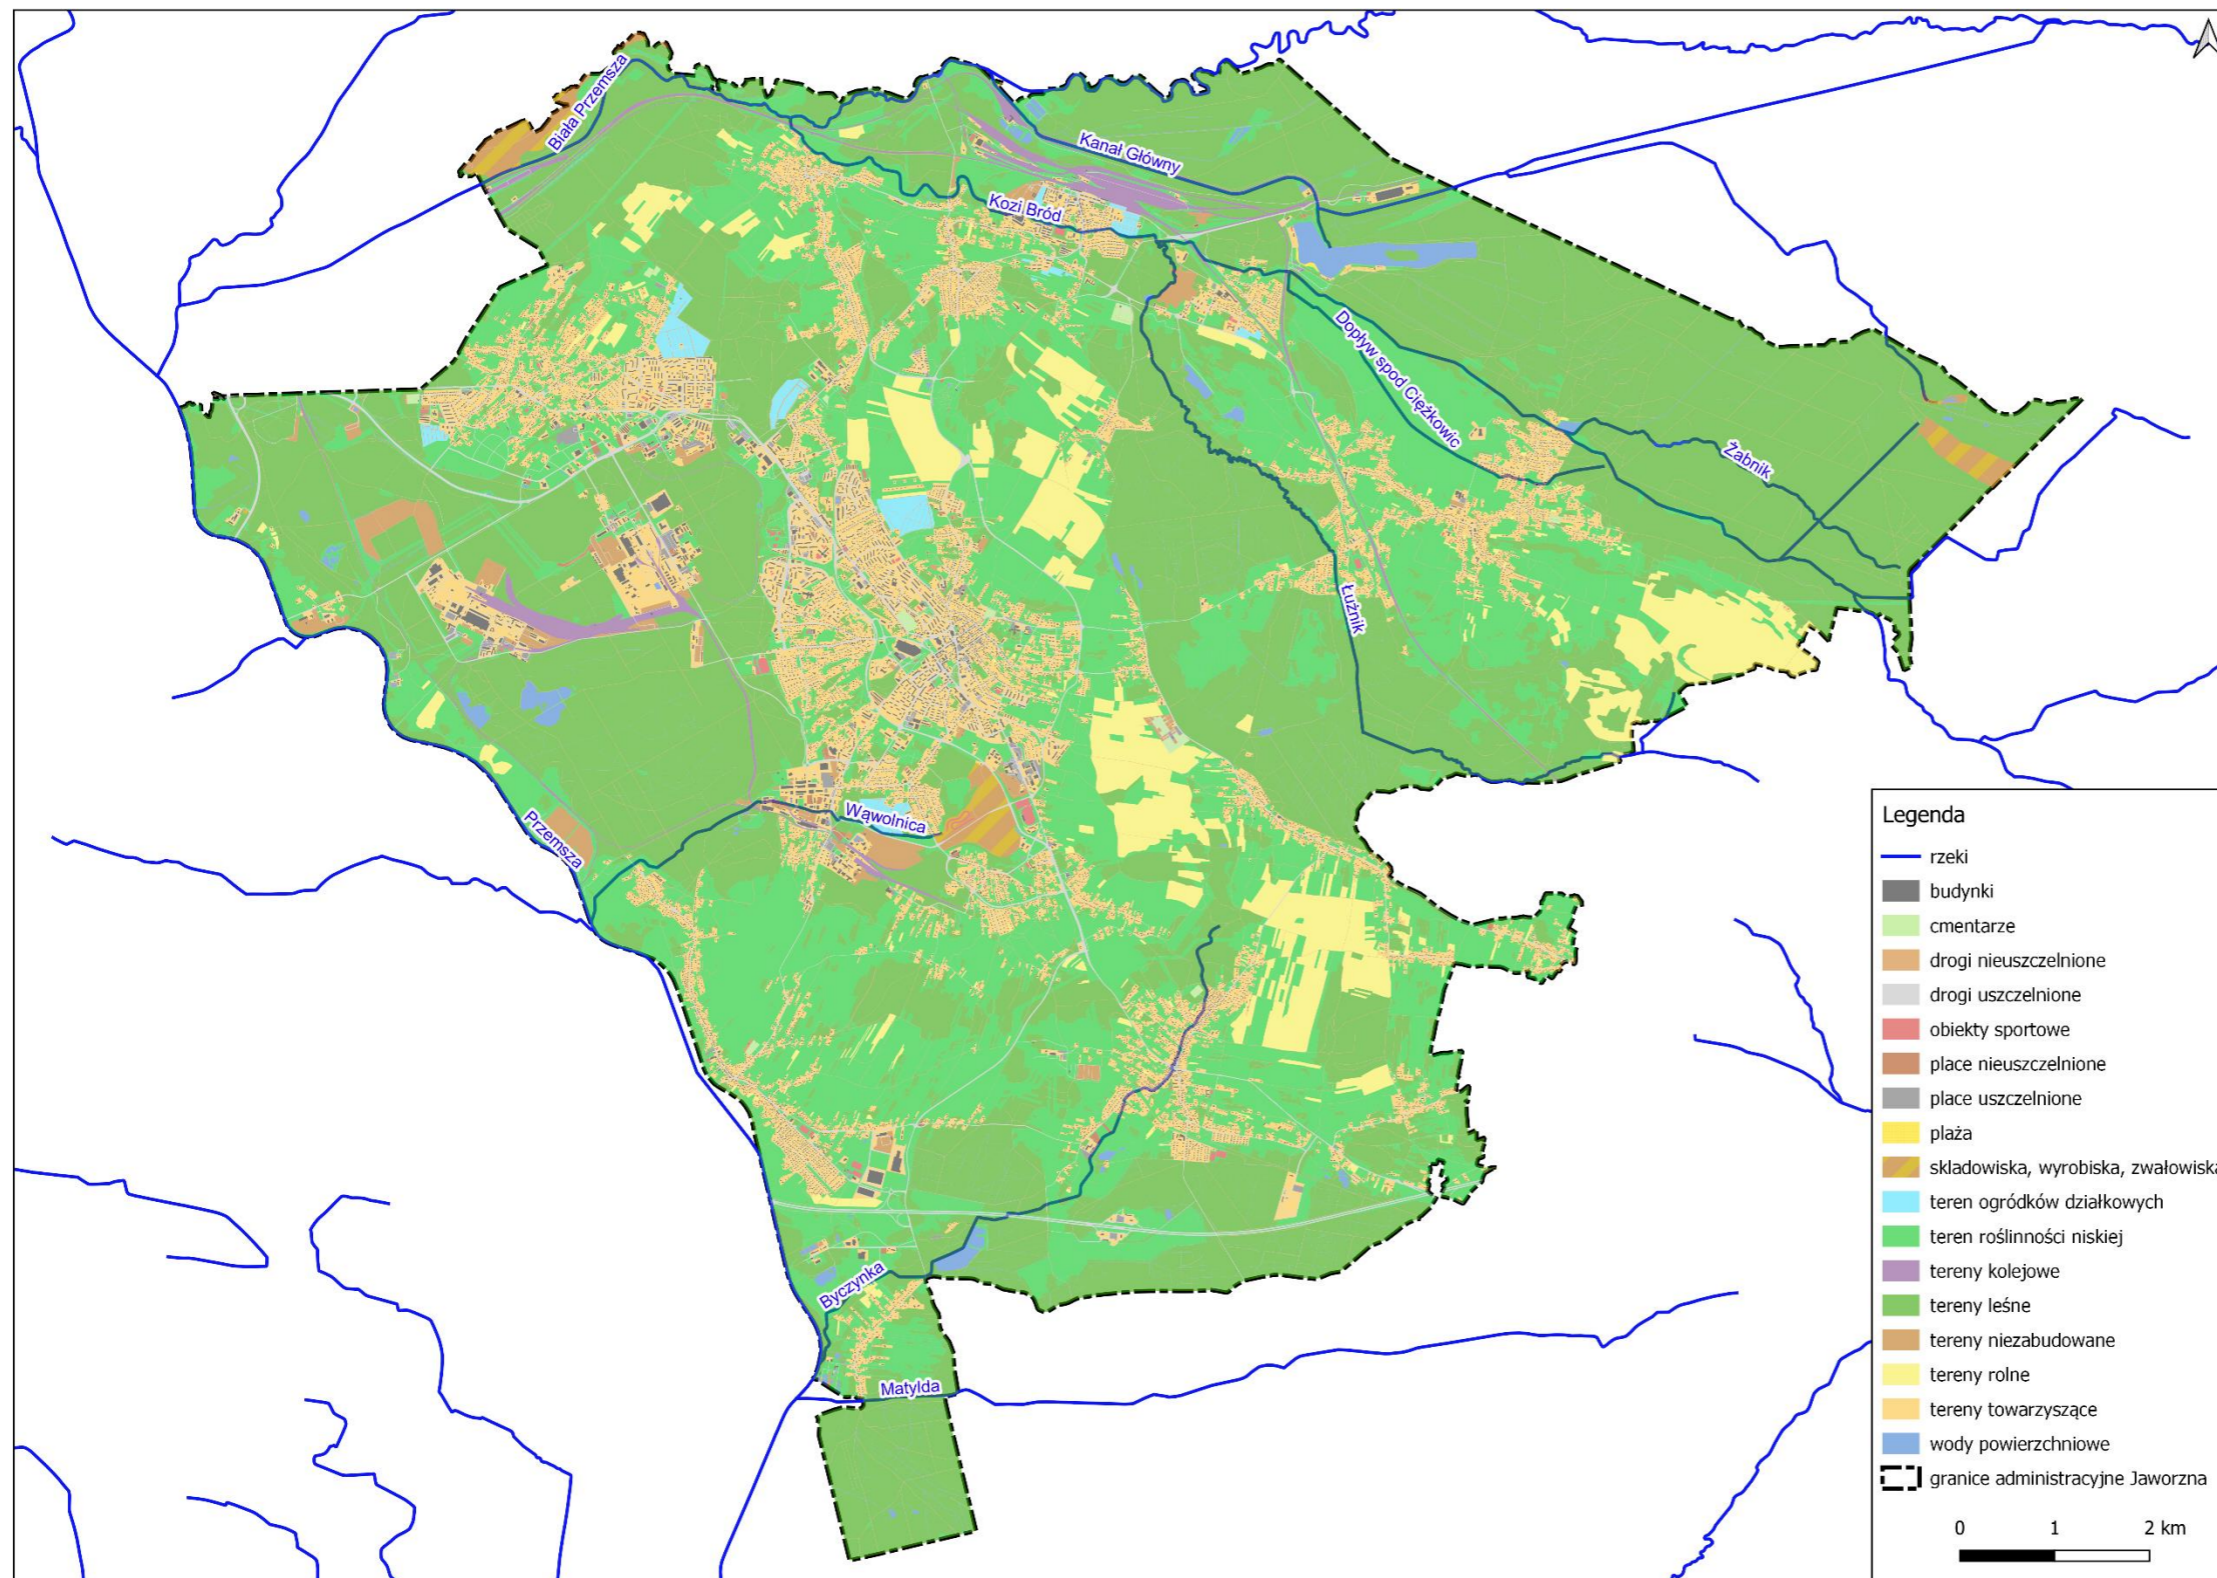 Biała Przemsza
Kanał Główny
Kozi Bród
Dopływ spod Ciężkowic
Żabnik
Łużnik
Wąwolnica
Przemsza
Byczynka
Matylda
Legenda
rzeki
budynki
cmentarze
drogi nieuszczelnione
drogi uszczelnione
obiekty sportowe
place nieuszczelnione
place uszczelnione
plaża
skladowiska, wyrobiska, zwałowiska
teren ogródków działkowych
teren roślinności niskiej
tereny kolejowe
tereny leśne
tereny niezabudowane
tereny rolne
tereny towarzyszące
wody powierzchniowe
granice administracyjne Jaworzna
0 1 2 km